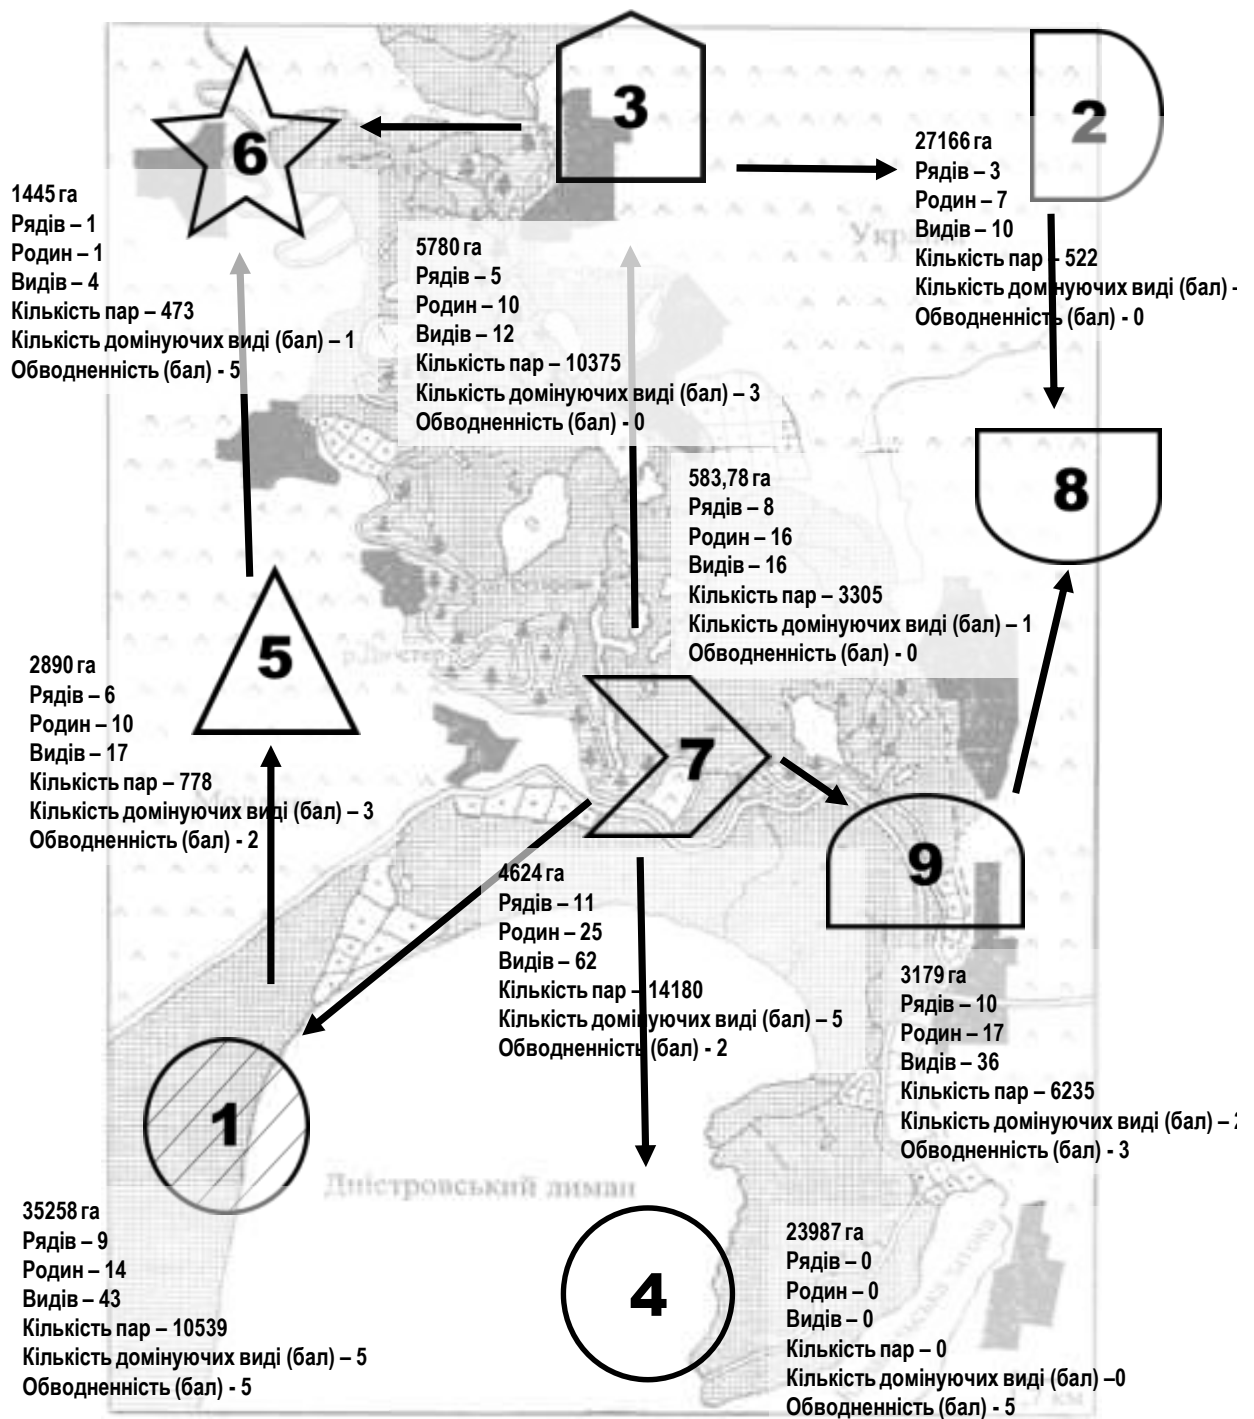 6
3
2
1445 га
Рядів – 1
Родин – 1
Видів – 4
Кількість пар – 473
Кількість домінуючих виді (бал) – 1
Обводненність (бал) - 5
5780 га
Рядів – 5
Родин – 10
Видів – 12
Кількість пар – 10375
Кількість домінуючих виді (бал) – 3
Обводненність (бал) - 0
27166 га
Рядів – 3
Родин – 7
Видів – 10
Кількість пар – 522
Кількість домінуючих виді (бал) -
Обводненність (бал) - 0
8
583,78 га
Рядів – 8
Родин – 16
Видів – 16
Кількість пар – 3305
Кількість домінуючих виді (бал) – 1
Обводненність (бал) - 0
5
2890 га
Рядів – 6
Родин – 10
Видів – 17
Кількість пар – 778
Кількість домінуючих виді (бал) – 3
Обводненність (бал) - 2
7
9
4624 га
Рядів – 11
Родин – 25
Видів – 62
Кількість пар – 14180
Кількість домінуючих виді (бал) – 5
Обводненність (бал) - 2
3179 га
Рядів – 10
Родин – 17
Видів – 36
Кількість пар – 6235
Кількість домінуючих виді (бал) – 2
Обводненність (бал) - 3
1
Дністровський лиман
35258 га
Рядів – 9
Родин – 14
Видів – 43
Кількість пар – 10539
Кількість домінуючих виді (бал) – 5
Обводненність (бал) - 5
4
23987 га
Рядів – 0
Родин – 0
Видів – 0
Кількість пар – 0
Кількість домінуючих виді (бал) –0
Обводненність (бал) - 5